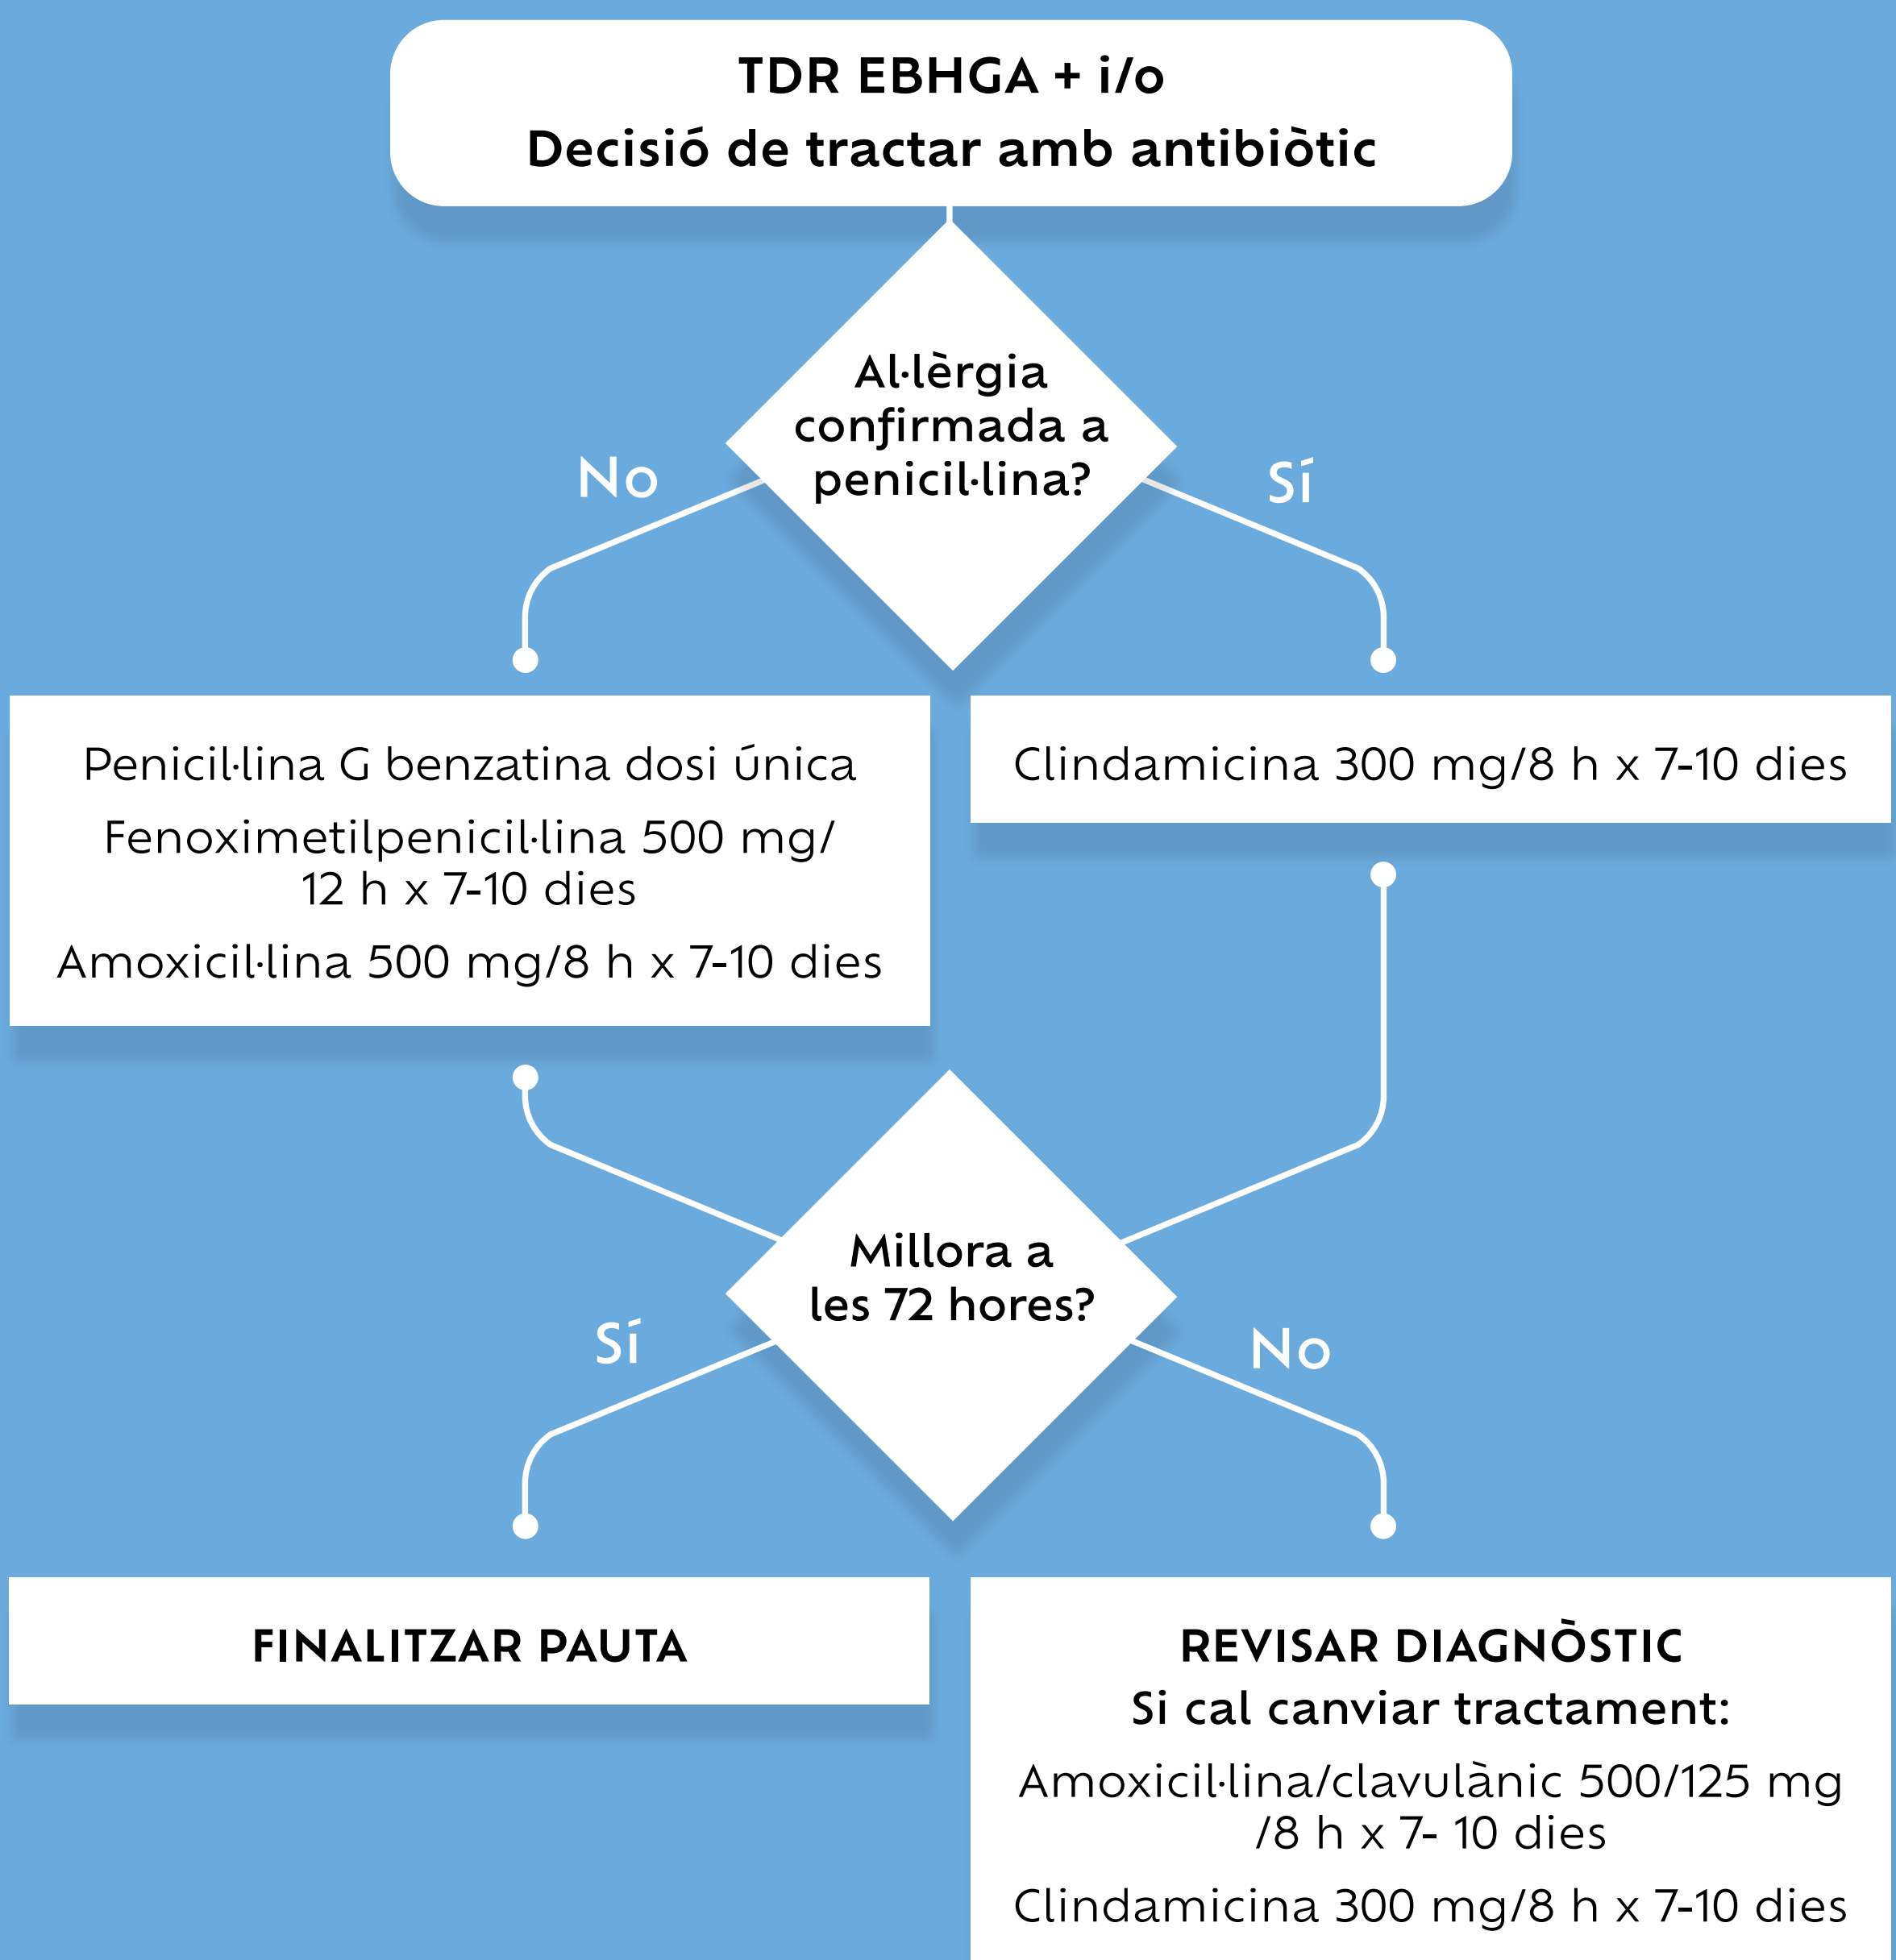 TDR EBHGA + i/o
Decisió de tractar amb antibiòtic
Al·lèrgia
confirmada a
penicil·lina?
No
Sí
Penicil·lina G benzatina dosi única
Fenoximetilpenicil·lina 500 mg/
12 h x 7-10 dies
Amoxicil·lina 500 mg/8 h x 7-10 dies
Clindamicina 300 mg/8 h x 7-10 dies
Millora a
les 72 hores?
Sí
No
FINALITZAR PAUTA
REVISAR DIAGNÒSTIC
Si cal canviar tractament:
Amoxicil·lina/clavulànic 500/125 mg
/8 h x 7- 10 dies
Clindamicina 300 mg/8 h x 7-10 dies